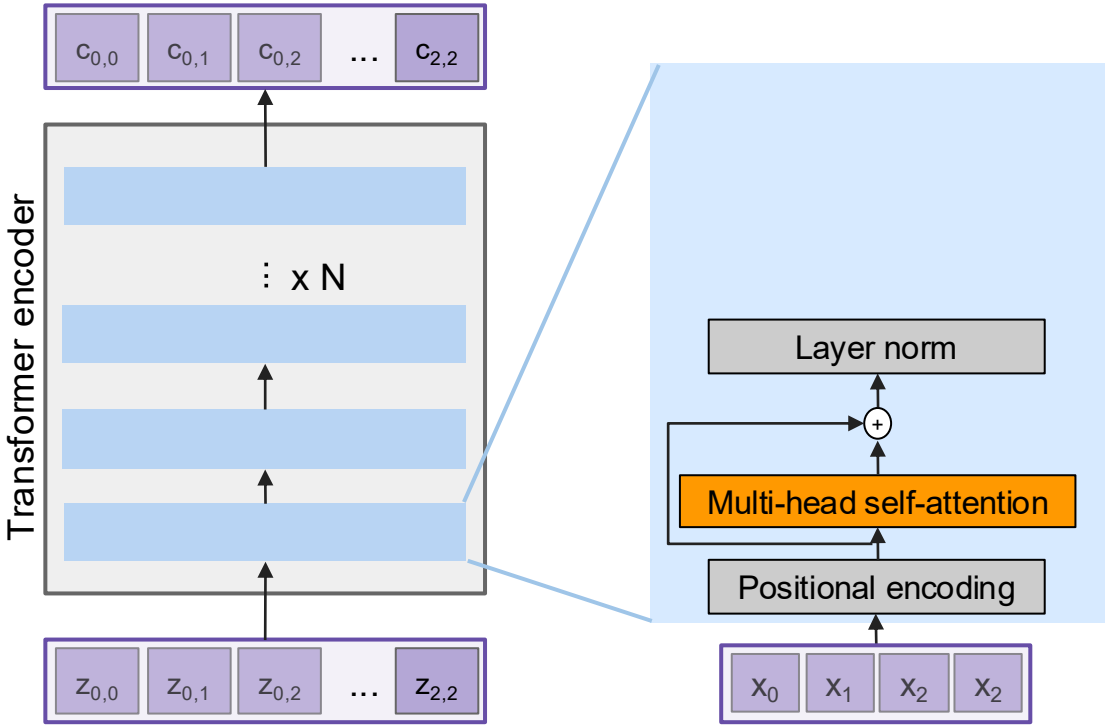 c0,0 c0,1 c0,2 ... c2,2
Transformer encoder
⋮ x N
z0,0 z0,1 z0,2 ... z2,2
Layer norm
+
Multi-head self-attention
Positional encoding
x0 x1 x2 x2